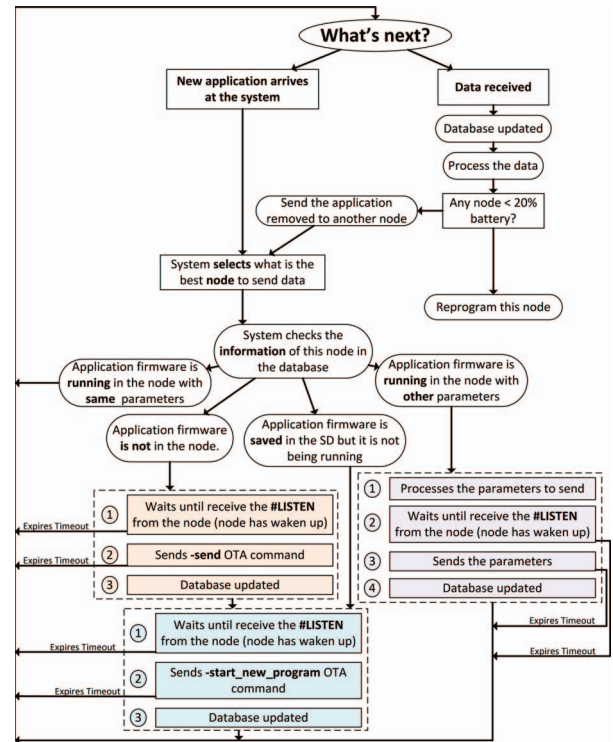 What's next?
New application arrives
at the system
Data received
Database updated
Process the data
Send the application
removed to another node
Any node < 20%
battery?
System selects what is the
best node to send data
Reprogram this node
System checks the
information of this node in
the database
Application firmware is
running in the node with
same parameters
Application firmware is
running in the node with
other parameters
Application firmware
is not in the node.
Application firmware is
saved in the SD but it is not
being running
1 Waits until receive the #LISTEN
from the node (node has waken up)
Expires Timeout
2 Sends -send OTA command
Expires Timeout
3 Database updated
1 Processes the parameters to send
2 Waits until receive the #LISTEN
from the node (node has waken up)
3 Sends the parameters
4 Database updated
Expires Timeout
Expires Timeout
1 Waits until receive the #LISTEN
from the node (node has waken up)
Expires Timeout
2 Sends -start_new_program OTA
command
Expires Timeout
3 Database updated